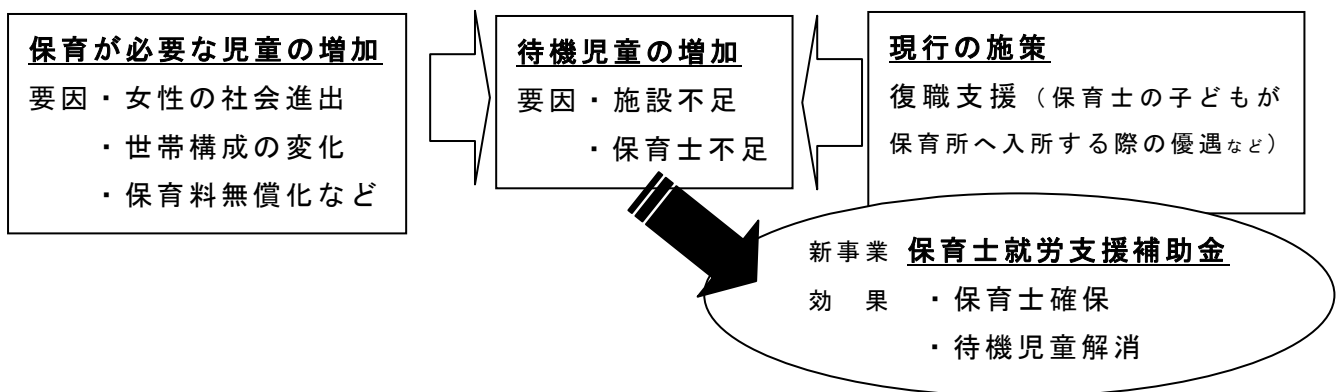 保育が必要な児童の増加
要因・女性の社会進出
・世帯構成の変化
・保育料無償化など
待機児童の増加
要因・施設不足
・保育士不足
現行の施策
復職支援（保育士の子どもが
保育所へ入所する際の優遇など）
新事業 保育士就労支援補助金
効　果 ・保育士確保
・待機児童解消